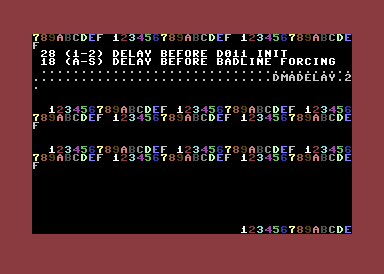 789ABCDEF 123456789ABCDEF 123456789ABCDE
F
28 (1-2) DELAY BEFORE D011 INIT
18 (A-S) DELAY BEFORE BADLINE FORCING
..............................DMADELAY.2
.
123456789ABCDEF 123456789ABCDEF 123456
789ABCDEF 123456789ABCDEF 123456789ABCDE
F
123456789ABCDEF 123456789ABCDEF 123456
789ABCDEF 123456789ABCDEF 123456789ABCDE
F
123456789ABCDE